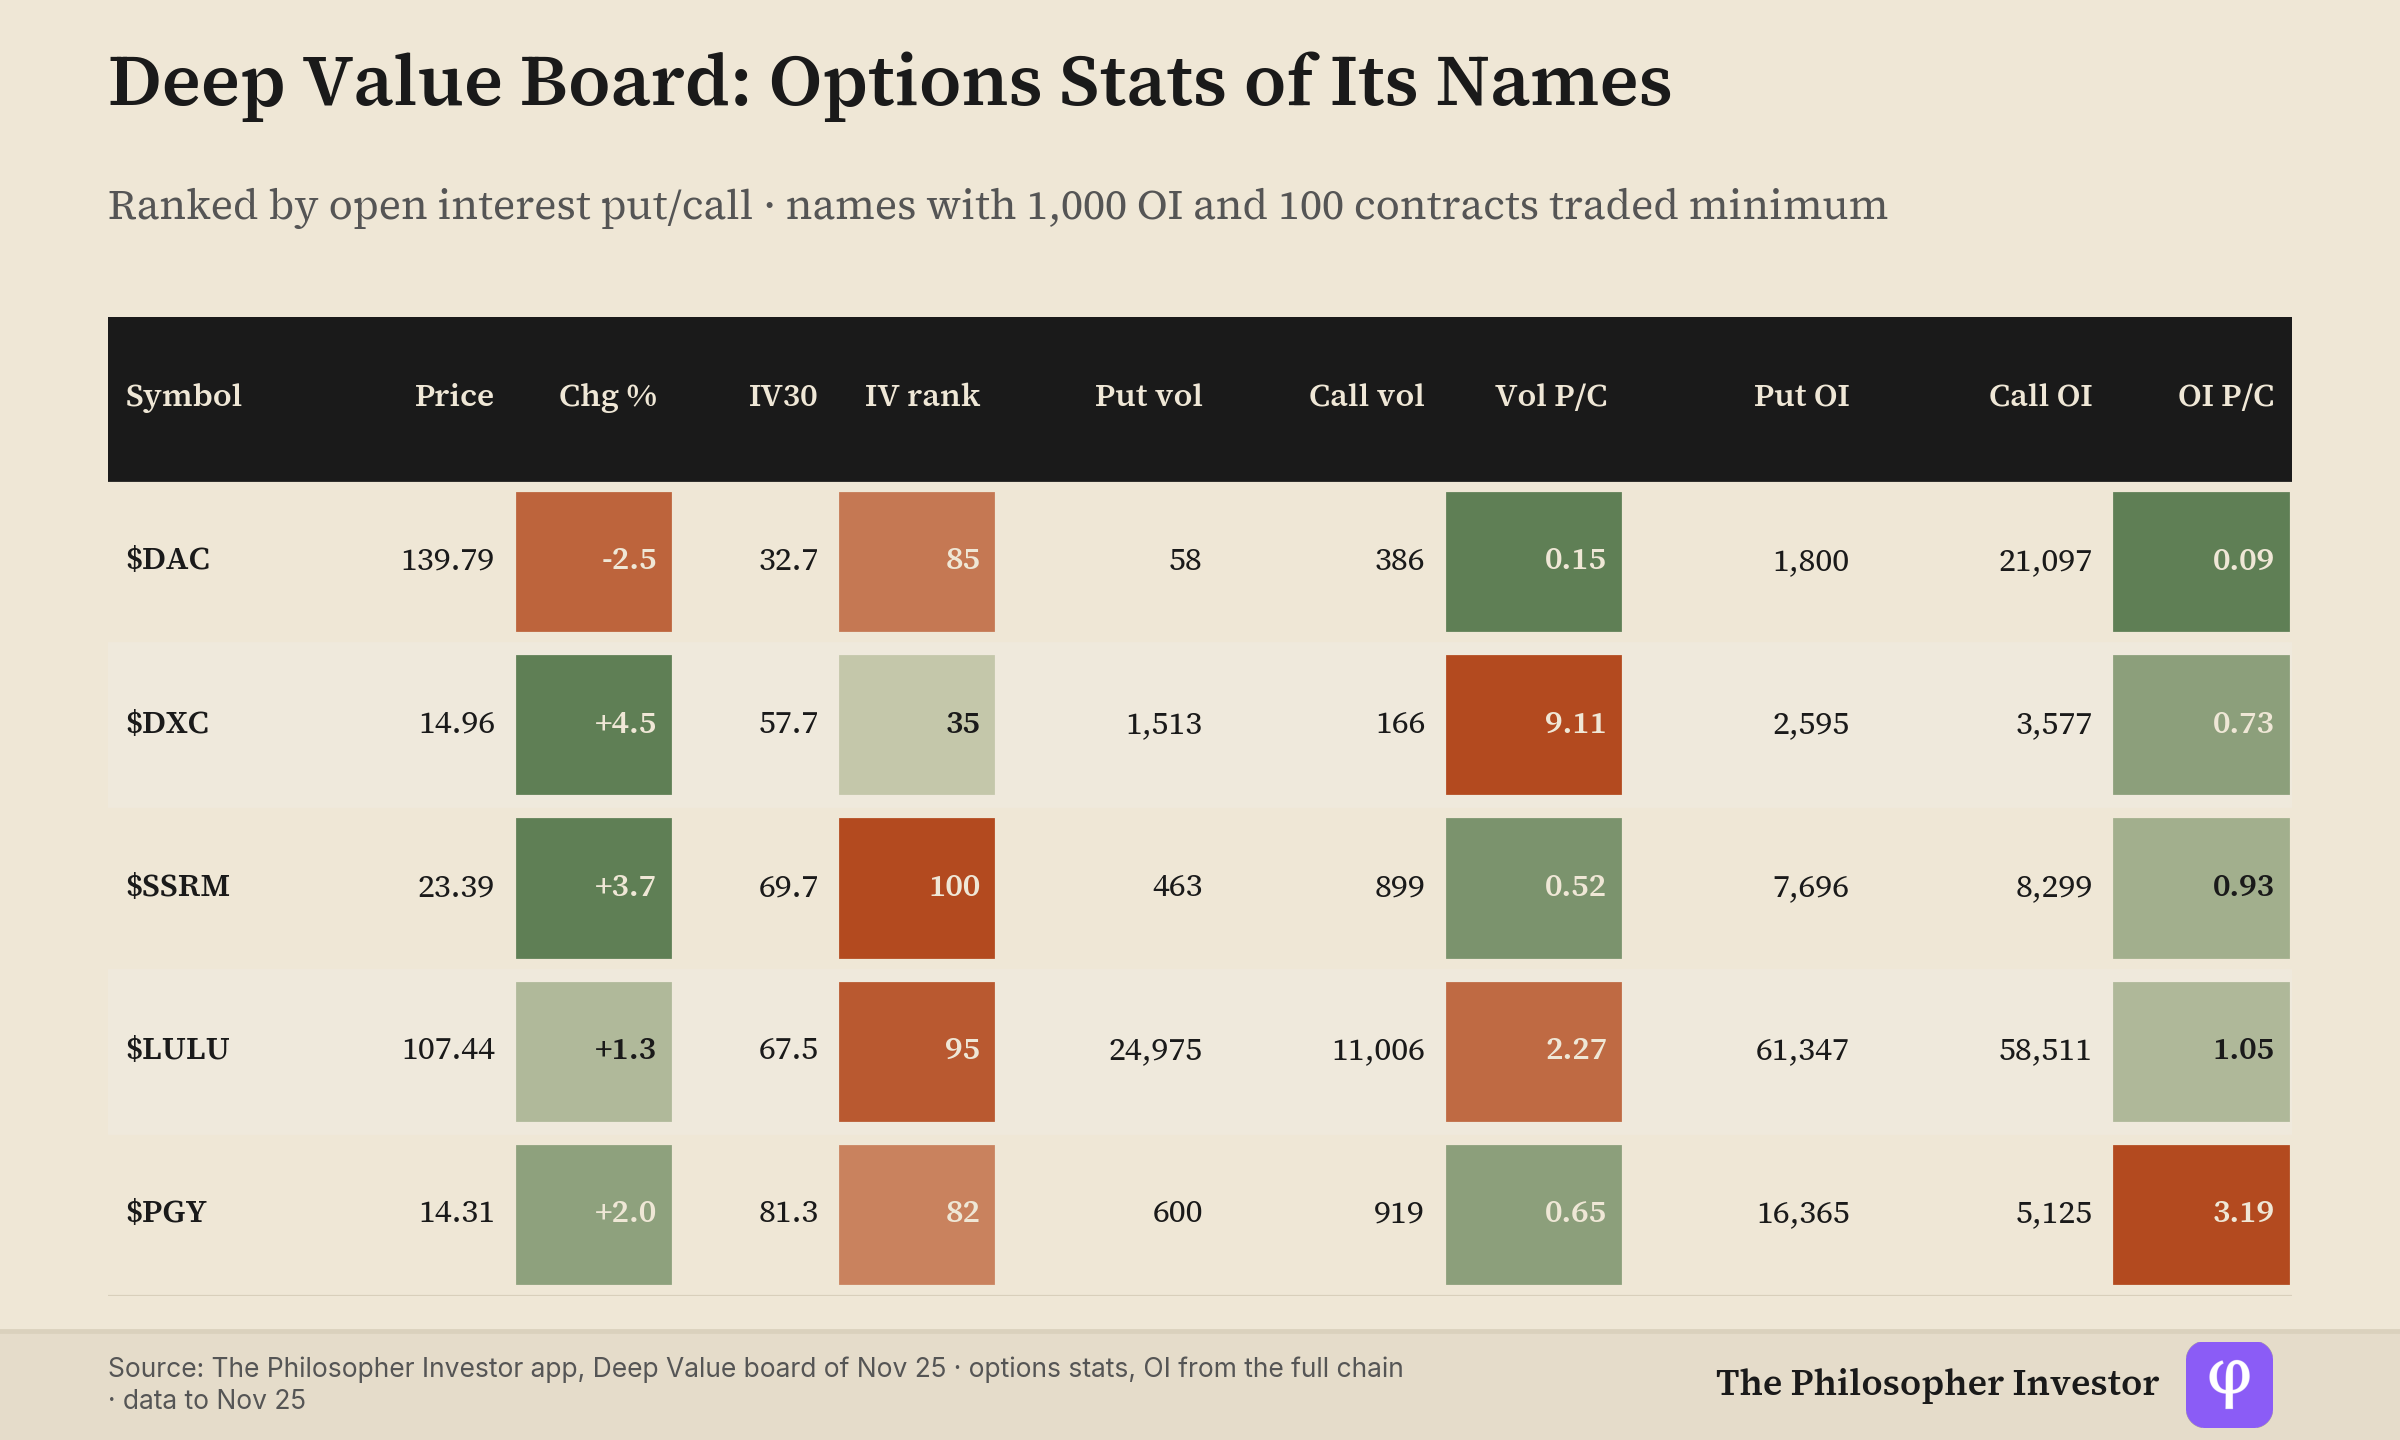 Deep Value Board: Options Stats of Its Names
Ranked by open interest put/call · names with 1,000 OI and 100 contracts traded minimum
Symbol Price Chg % IV30 IV rank Put vol Call vol Vol P/C Put OI Call OI OI P/C
$DAC 139.79 -2.5 32.7 85 58 386 0.15 1,800 21,097 0.09
$DXC 14.96 +4.5 57.7 35 1,513 166 9.11 2,595 3,577 0.73
$SSRM 23.39 +3.7 69.7 100 463 899 0.52 7,696 8,299 0.93
$LULU 107.44 +1.3 67.5 95 24,975 11,006 2.27 61,347 58,511 1.05
$PGY 14.31 +2.0 81.3 82 600 919 0.65 16,365 5,125 3.19
Source: The Philosopher Investor app, Deep Value board of Nov 25 · options stats, OI from the full chain
· data to Nov 25
The Philosopher Investor φ